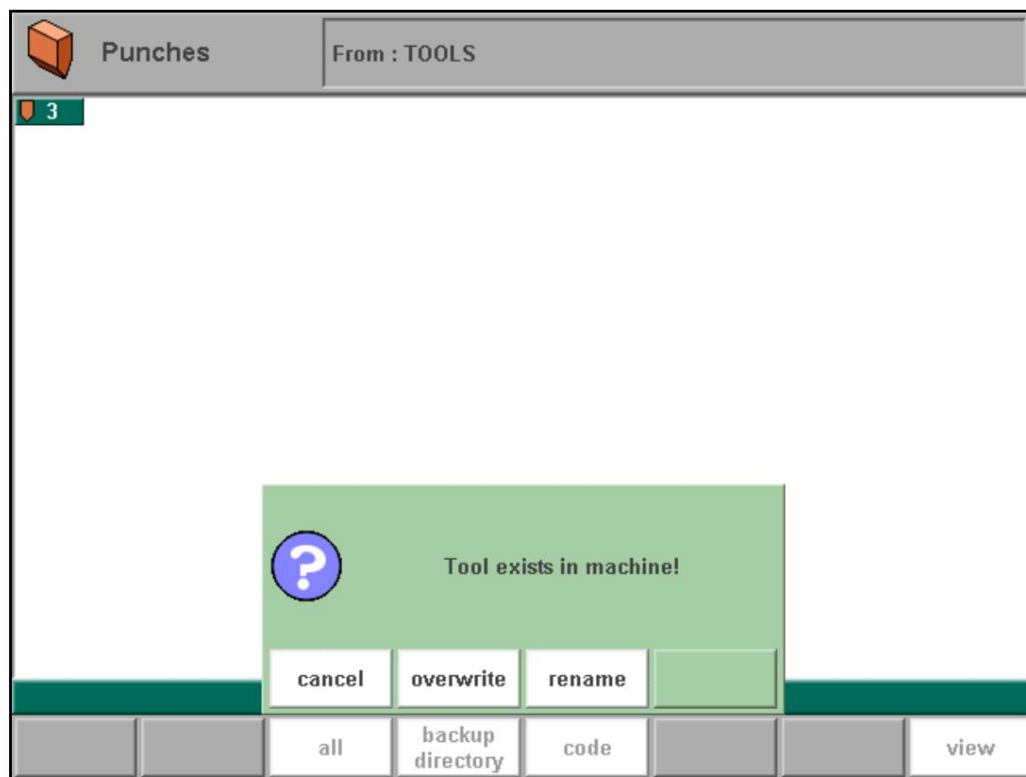 Punches
From : TOOLS
3
?
Tool exists in machine!
cancel overwrite rename
all backup directory code view